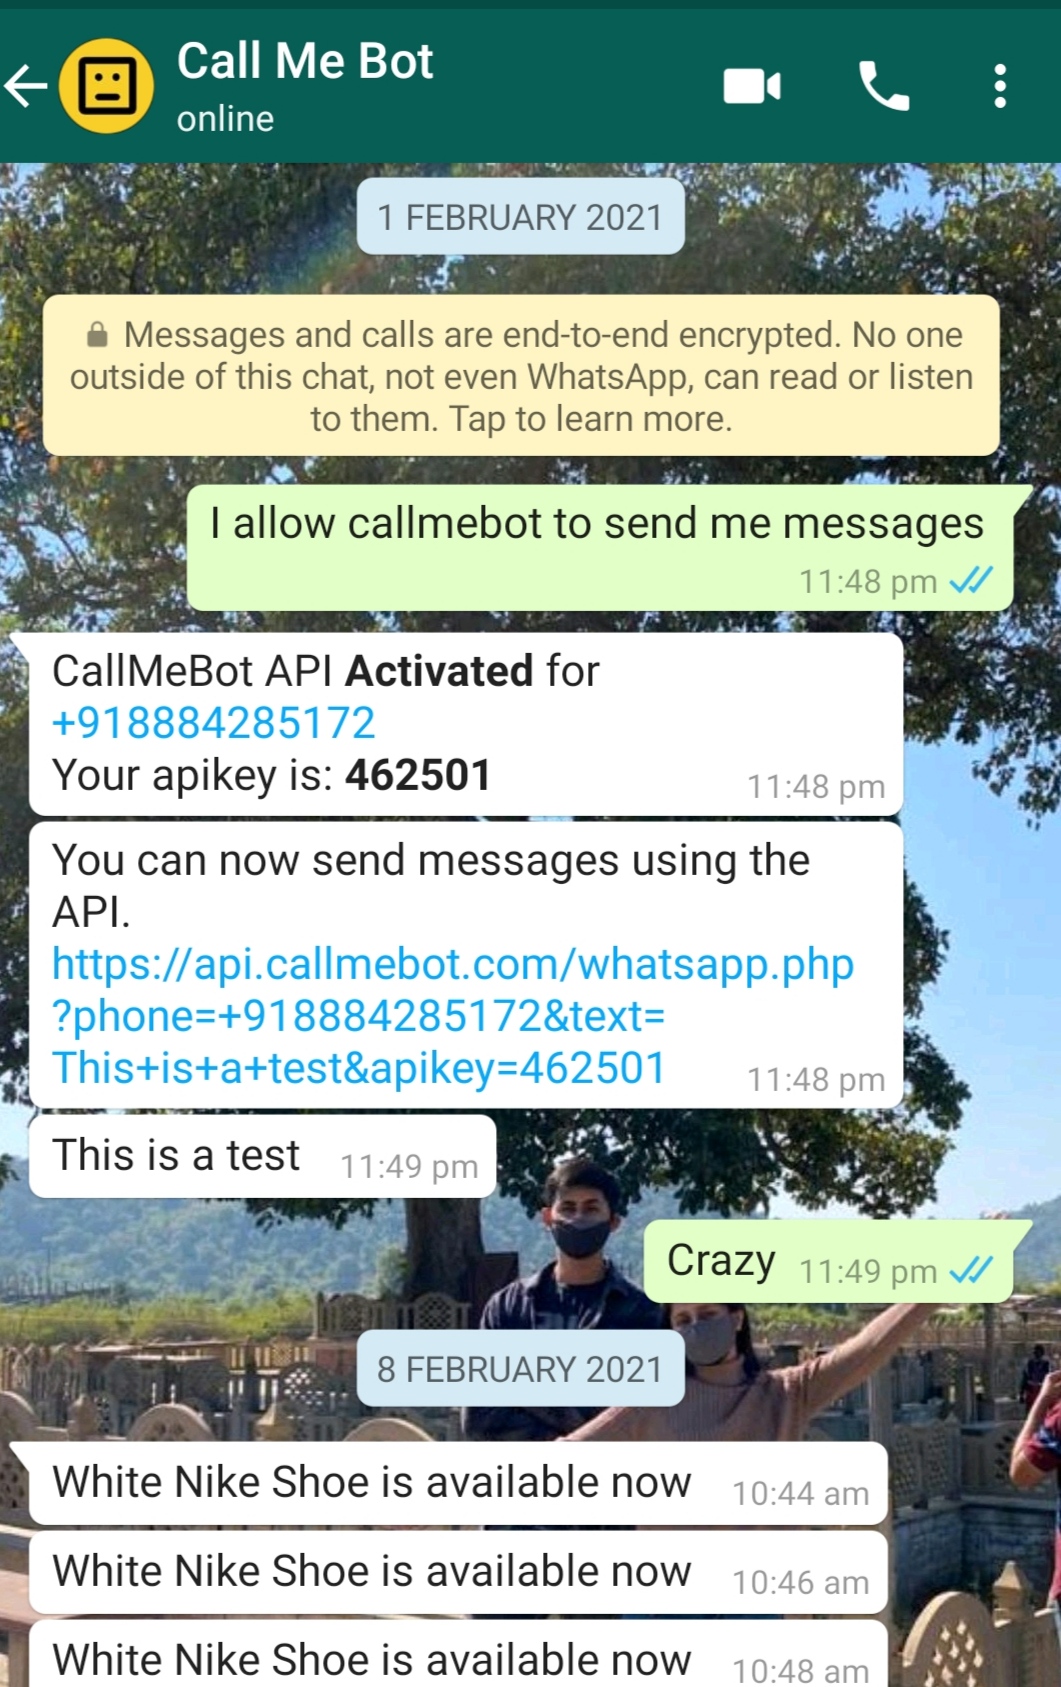 Call Me Bot
online
1 FEBRUARY 2021
Messages and calls are end-to-end encrypted. No one
outside of this chat, not even WhatsApp, can read or listen
to them. Tap to learn more.
I allow callmebot to send me messages
11:48 pm
CallMeBot API Activated for
+918884285172
Your apikey is: 462501
11:48 pm
You can now send messages using the
API.
https://api.callmebot.com/whatsapp.php
?phone=+918884285172&text=
This+is+a+test&apikey=462501
11:48 pm
This is a test 11:49 pm
Crazy 11:49 pm
8 FEBRUARY 2021
White Nike Shoe is available now 10:44 am
White Nike Shoe is available now 10:46 am
White Nike Shoe is available now 10:48 am